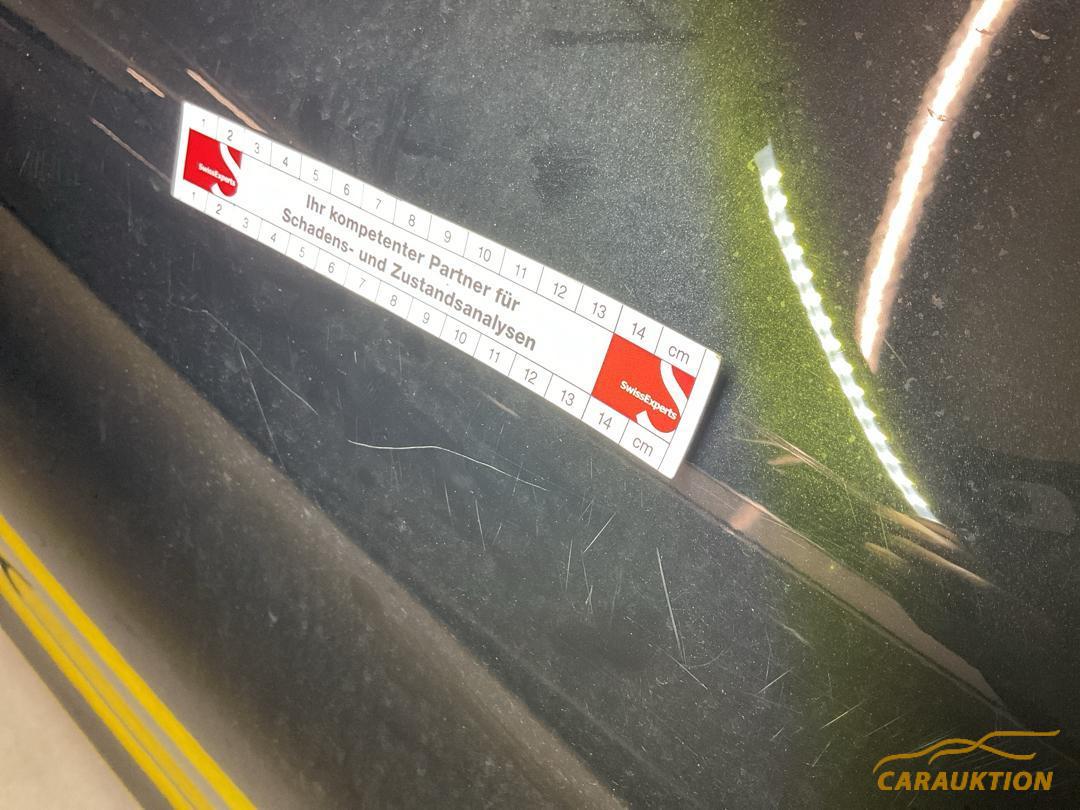 1 2 3 4 5 6 7 8 9 10 11 12 13 14 cm
SwissExperts
Ihr kompetenter Partner für
Schadens- und Zustandsanalysen
SwissExperts
1 2 3 4 5 6 7 8 9 10 11 12 13 14 cm
CARAUKTION